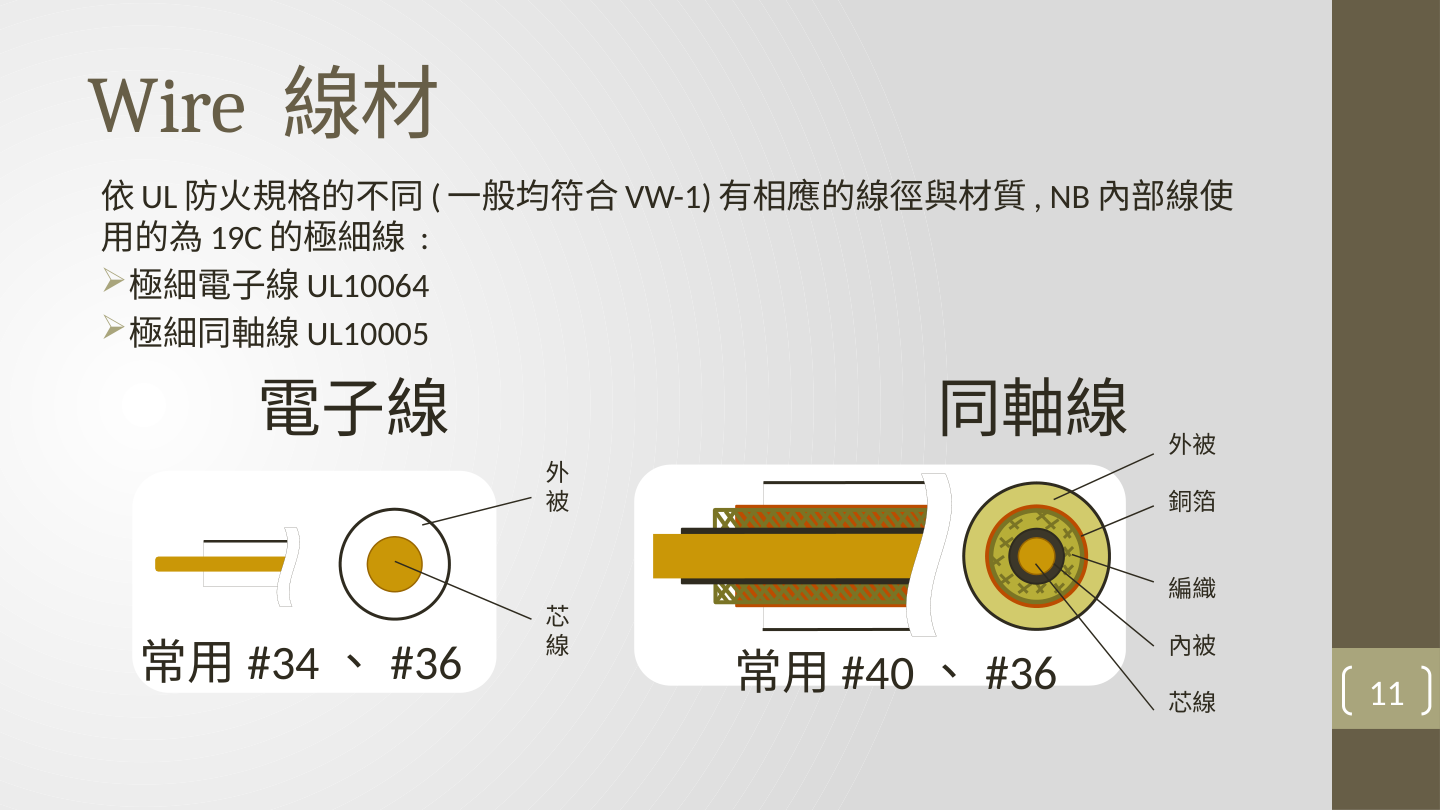 Wire 線材
依 UL 防火規格的不同 ( 一般均符合 VW-1) 有相應的線徑與材質 , NB 內部線使
用的為 19C 的極細線 :
極細電子線 UL10064
極細同軸線 UL10005
電子線
同軸線
外
被
芯
線
常用 #34 、 #36
外被
銅箔
編織
內被
芯線
常用 #40 、 #36
11